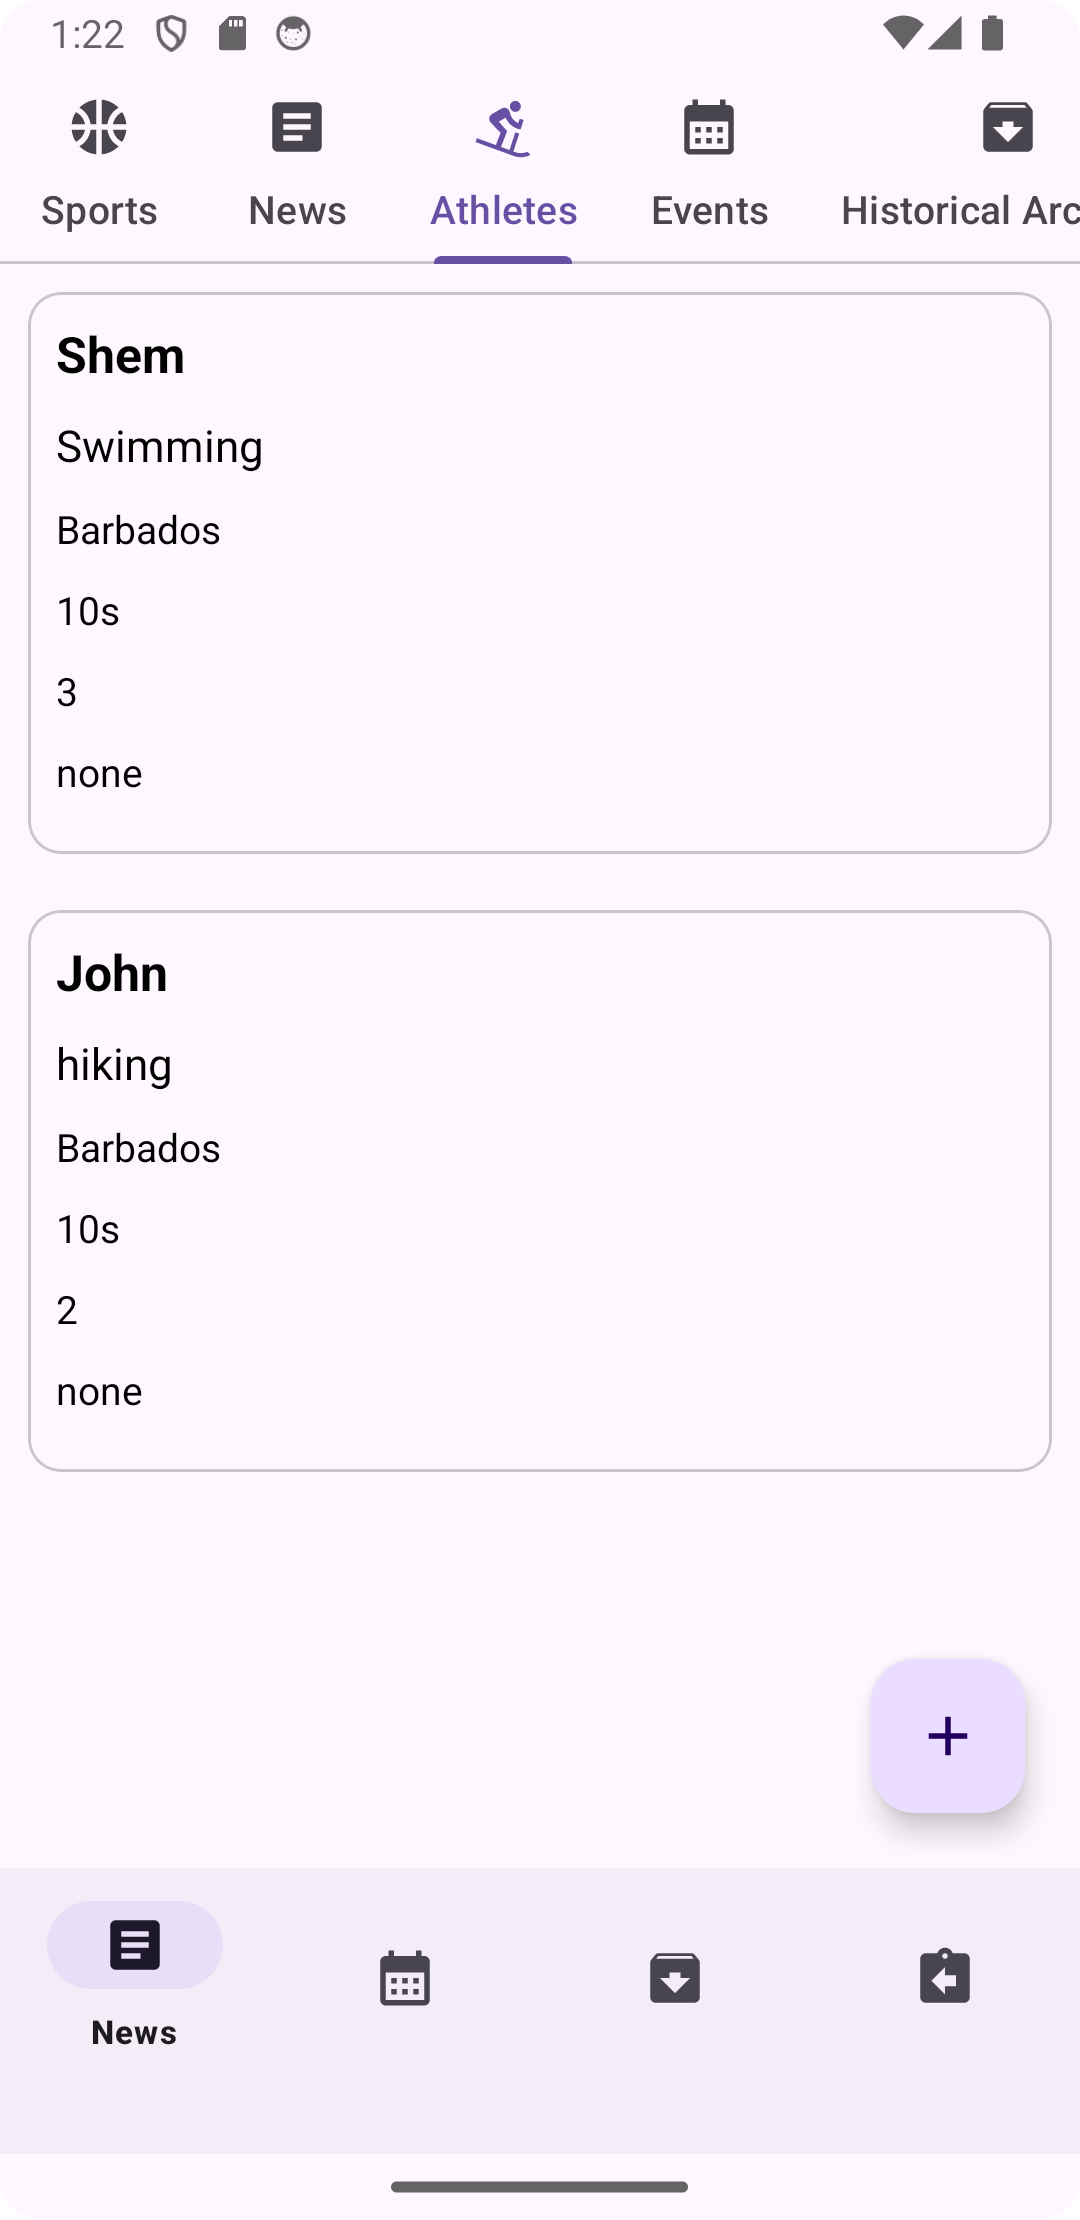 1:22
Sports News Athletes Events Historical Arc
Shem
Swimming
Barbados
10s
3
none
John
hiking
Barbados
10s
2
none
News